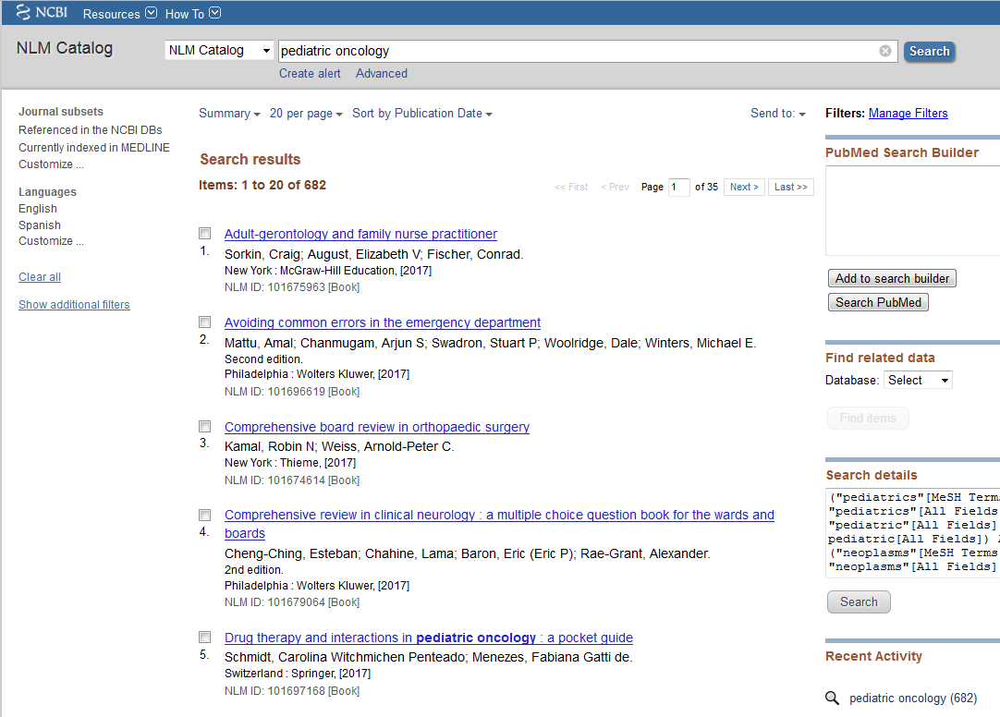 NCBI Resources How To
NLM Catalog
NLM Catalog pediatric oncology Search
Create alert Advanced
Journal subsets
Referenced in the NCBI DBs
Currently indexed in MEDLINE
Customize ...
Languages
English
Spanish
Customize ...
Clear all
Show additional filters
Summary 20 per page Sort by Publication Date Send to:
Search results
Items: 1 to 20 of 682
<< First < Prev Page 1 of 35 Next > Last >>
Adult-gerontology and family nurse practitioner
1. Sorkin, Craig; August, Elizabeth V; Fischer, Conrad.
New York : McGraw-Hill Education, [2017]
NLM ID: 101675963 [Book]
Avoiding common errors in the emergency department
2. Mattu, Amal; Chanmugam, Arjun S; Swadron, Stuart P; Woolridge, Dale; Winters, Michael E.
Second edition.
Philadelphia : Wolters Kluwer, [2017]
NLM ID: 101696619 [Book]
Comprehensive board review in orthopaedic surgery
3. Kamal, Robin N; Weiss, Arnold-Peter C.
New York : Thieme, [2017]
NLM ID: 101674614 [Book]
Comprehensive review in clinical neurology : a multiple choice question book for the wards and
4. boards
Cheng-Ching, Esteban; Chahine, Lama; Baron, Eric (Eric P); Rae-Grant, Alexander.
2nd edition.
Philadelphia : Wolters Kluwer, [2017]
NLM ID: 101679064 [Book]
Drug therapy and interactions in pediatric oncology : a pocket guide
5. Schmidt, Carolina Witchmichen Penteado; Menezes, Fabiana Gatti de.
Switzerland : Springer, [2017]
NLM ID: 101697168 [Book]
Filters: Manage Filters
PubMed Search Builder
Add to search builder
Search PubMed
Find related data
Database: Select
Find items
Search details
("pediatrics"[MeSH Term
"pediatrics"[All Fields
"pediatric"[All Fields]
pediatric[All Fields])
("neoplasms"[MeSH Terms
"neoplasms"[All Fields]
Search
Recent Activity
pediatric oncology (682)